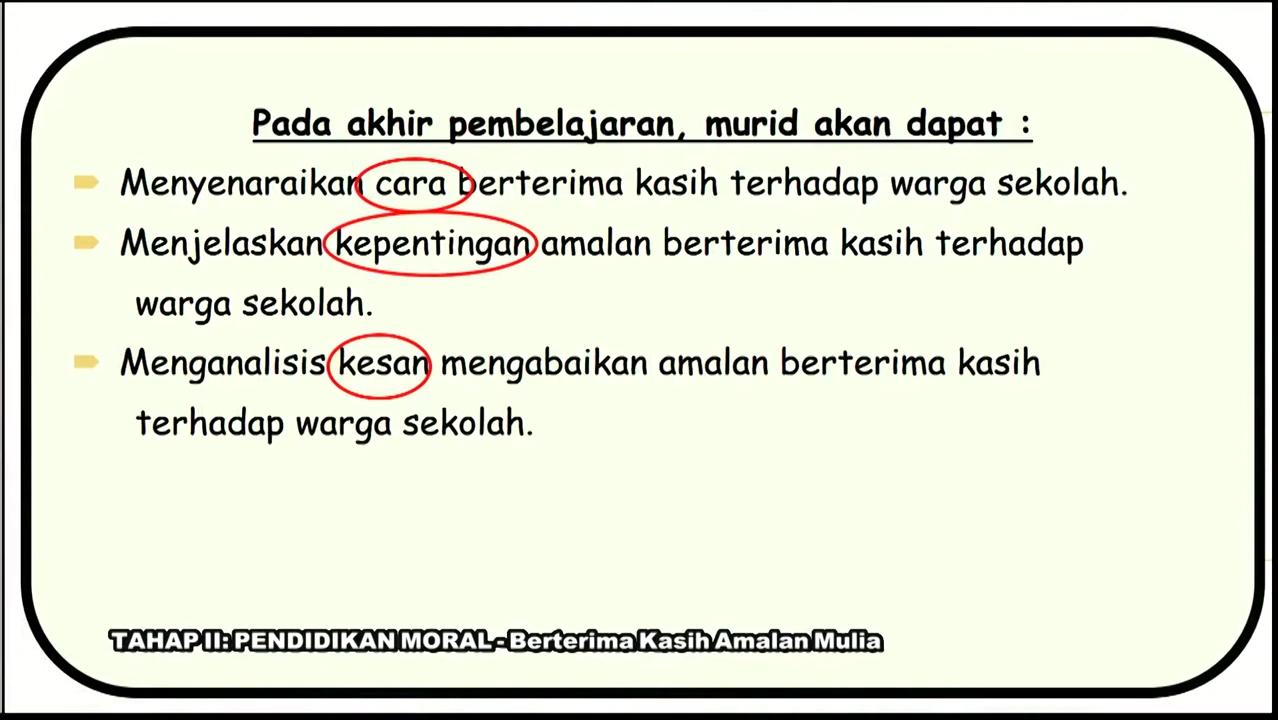 Pada akhir pembelajaran, murid akan dapat :
Menyenaraikan cara berterima kasih terhadap warga sekolah.
Menjelaskan kepentingan amalan berterima kasih terhadap
warga sekolah.
Menganalisis kesan mengabaikan amalan berterima kasih
terhadap warga sekolah.
TAHAP II: PENDIDIKAN MORAL - Berterima Kasih Amalan Mulia